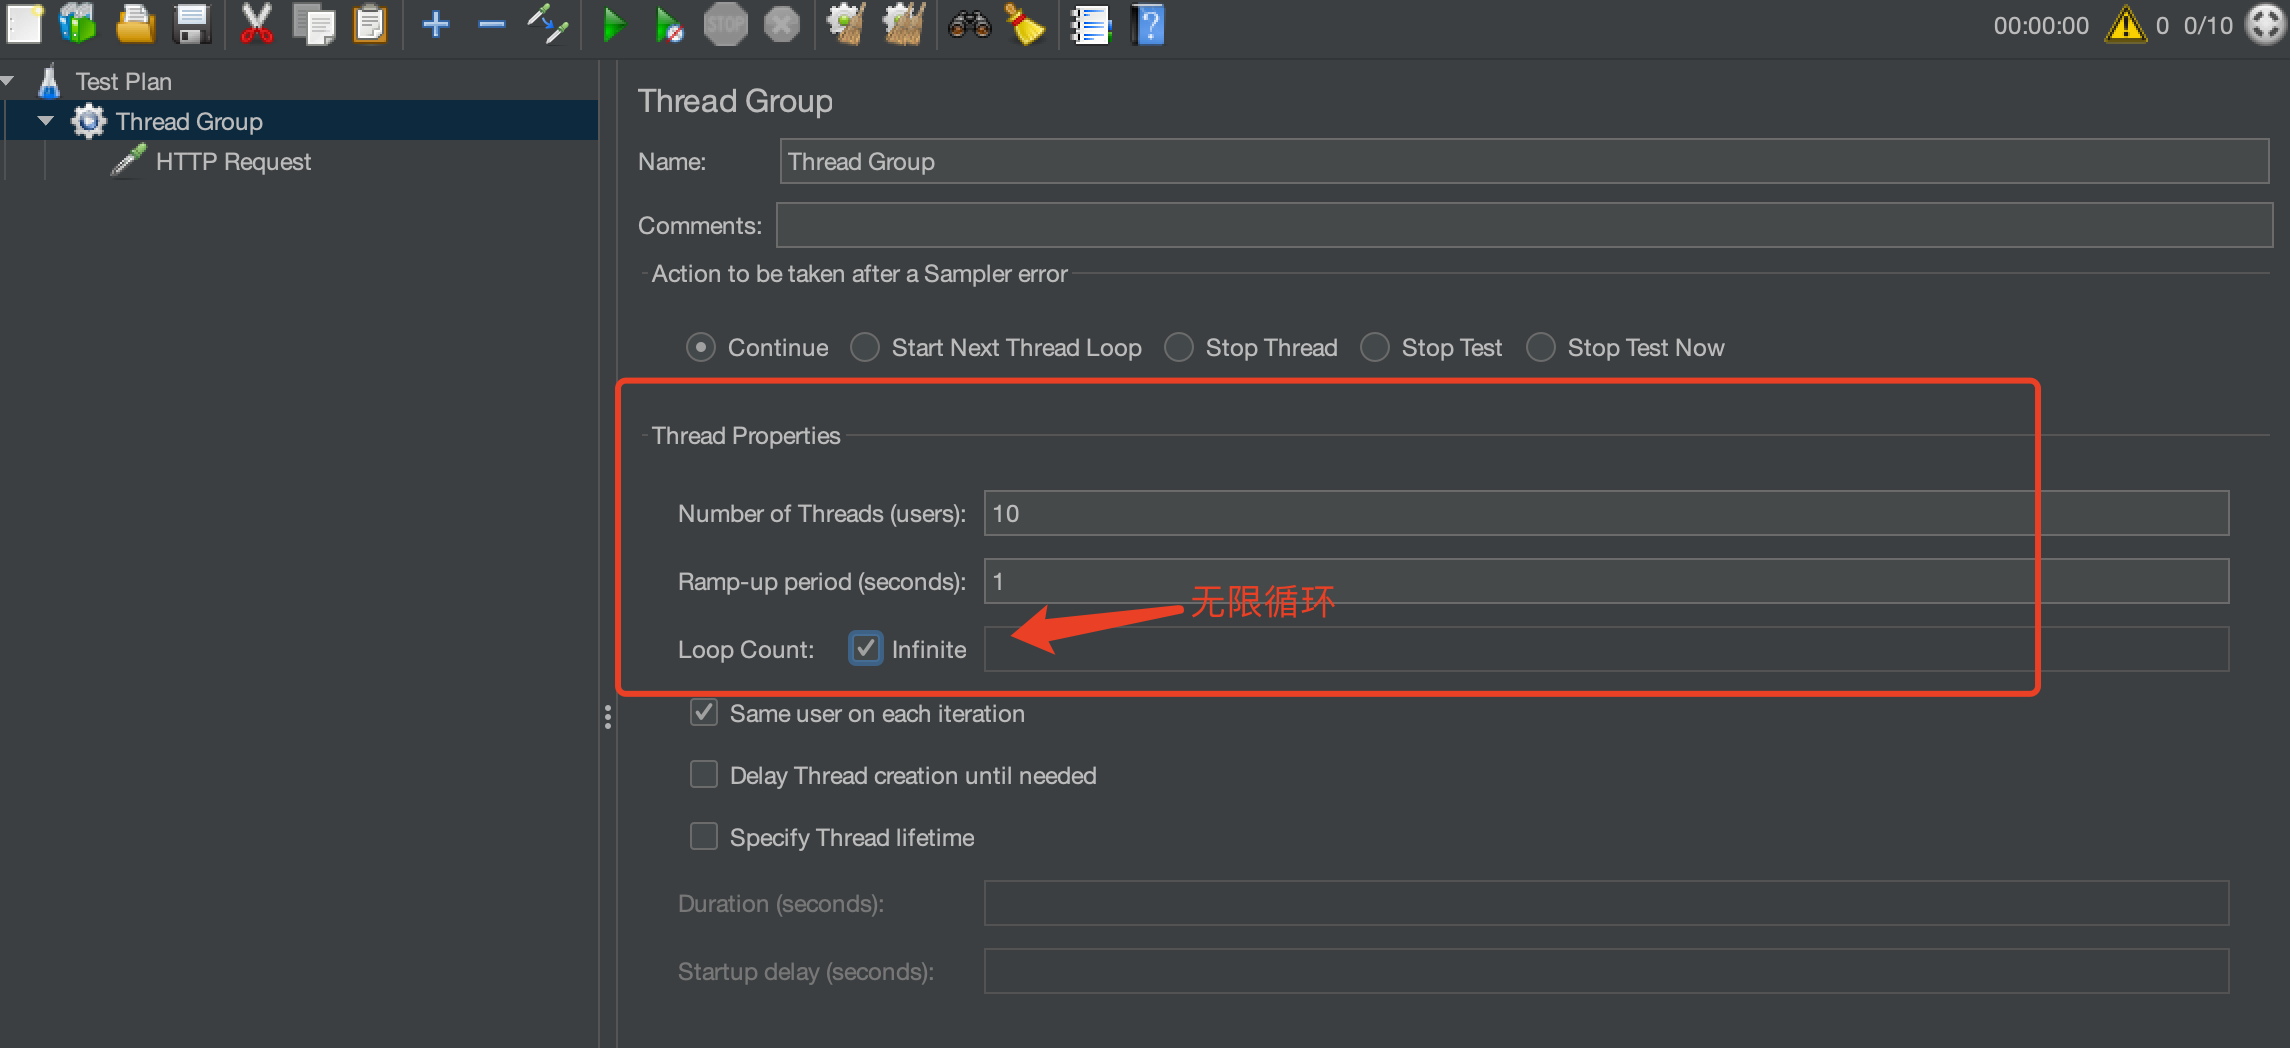 STOP
00:00:00 0 0/10
Test Plan
Thread Group
HTTP Request
Thread Group
Name: Thread Group
Comments:
Action to be taken after a Sampler error
Continue Start Next Thread Loop Stop Thread Stop Test Stop Test Now
Thread Properties
Number of Threads (users): 10
Ramp-up period (seconds): 1
无限循环
Loop Count: Infinite
Same user on each iteration
Delay Thread creation until needed
Specify Thread lifetime
Duration (seconds):
Startup delay (seconds):